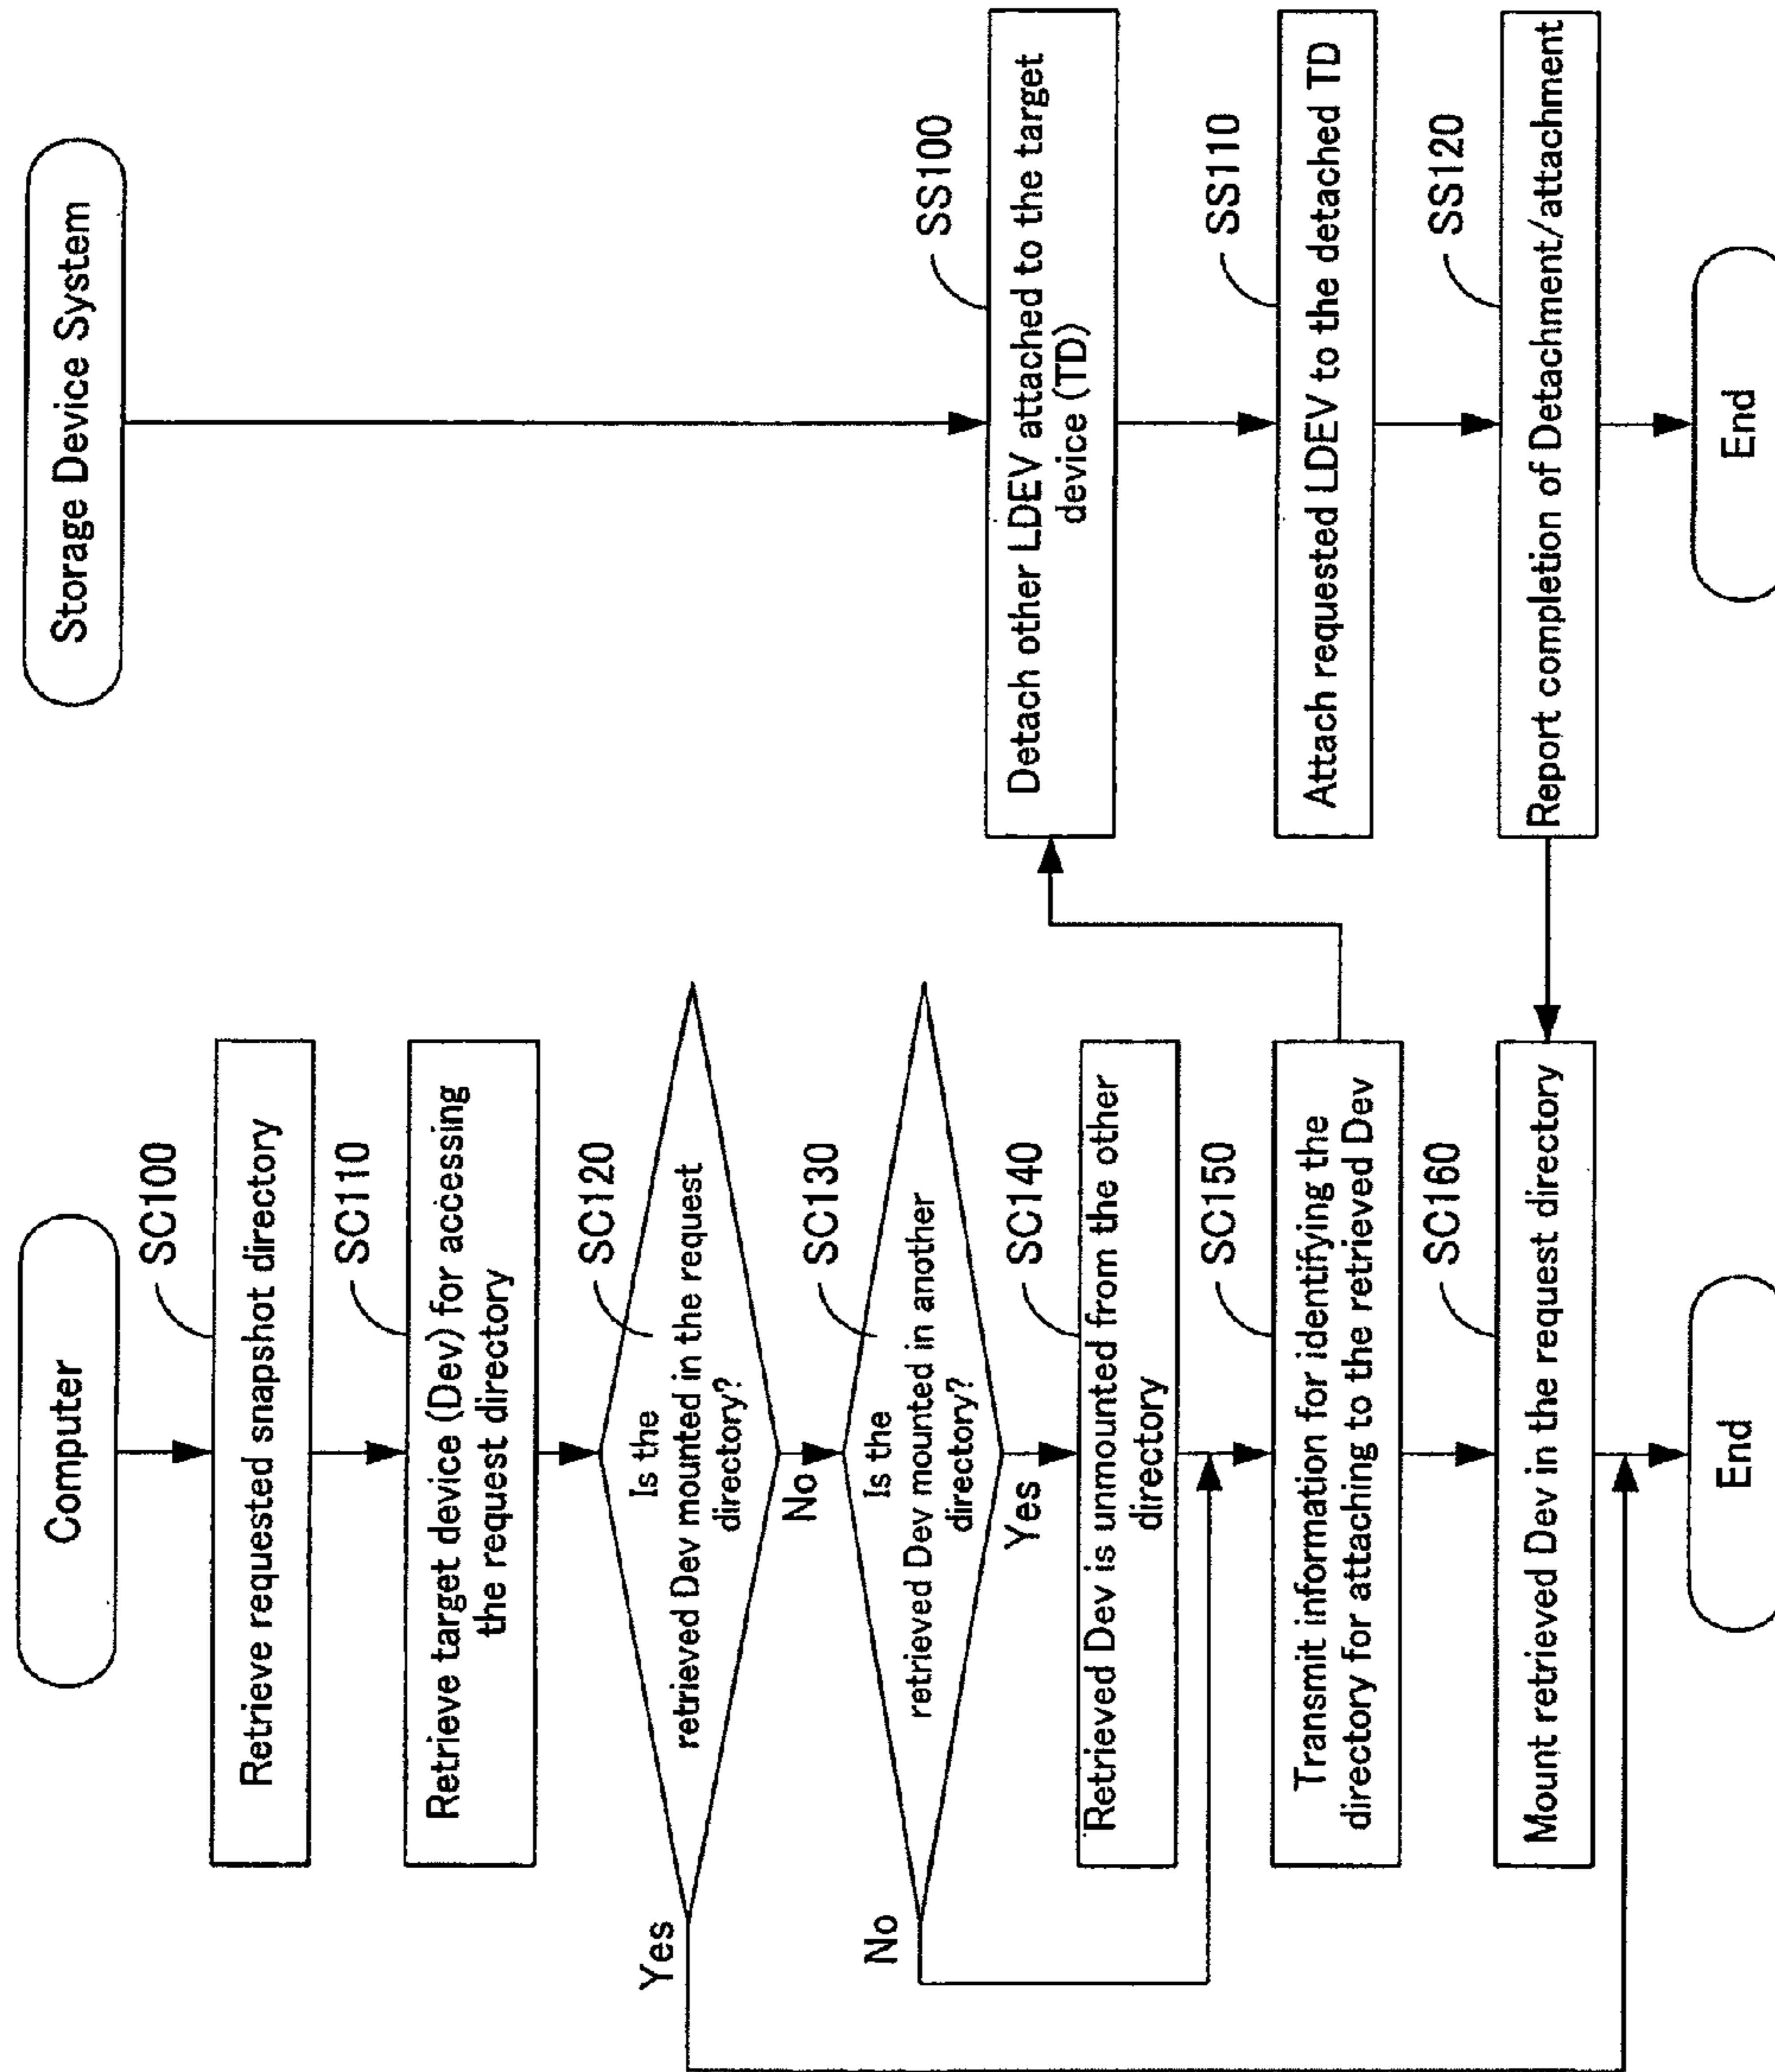 Computer
SC100
Retrieve requested snapshot directory
SC110
Retrieve target device (Dev) for accessing
the request directory
SC120
Is the
retrieved Dev mounted in the request
directory?
Yes
No
SC130
Is the
retrieved Dev mounted in another
directory?
No
Yes
SC140
Retrieved Dev is unmounted from the other
directory
SC150
Transmit information for identifying the
directory for attaching to the retrieved Dev
SC160
Mount retrieved Dev in the request directory
End
Storage Device System
SS100
Detach other LDEV attached to the target
device (TD)
SS110
Attach requested LDEV to the detached TD
SS120
Report completion of Detachment/attachment
End